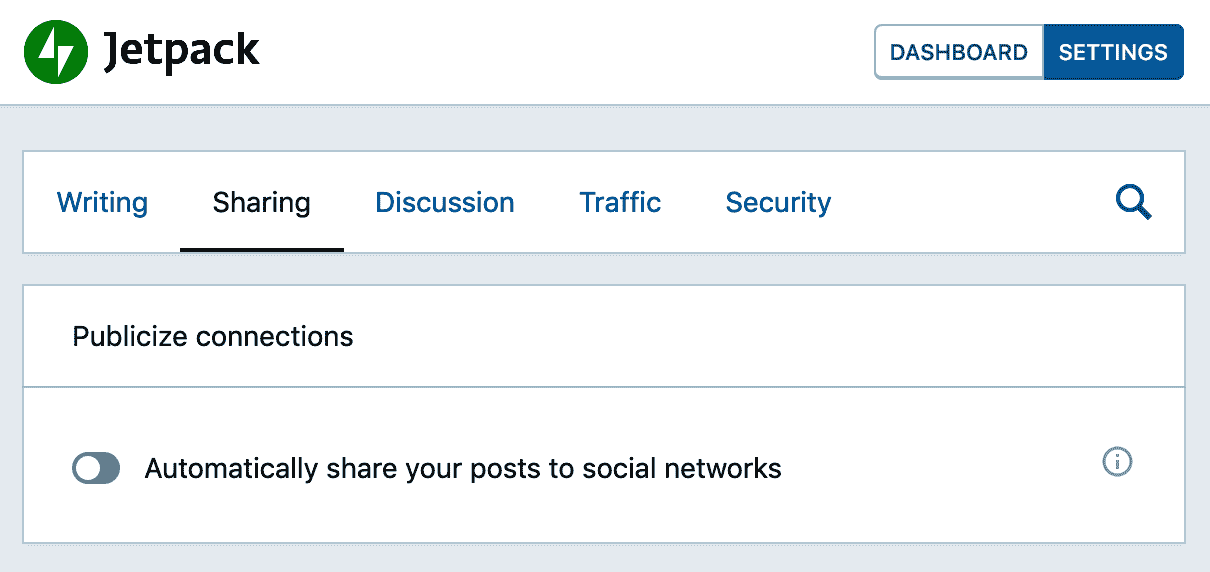 Jetpack
DASHBOARD SETTINGS
Writing Sharing Discussion Traffic Security
Publicize connections
Automatically share your posts to social networks